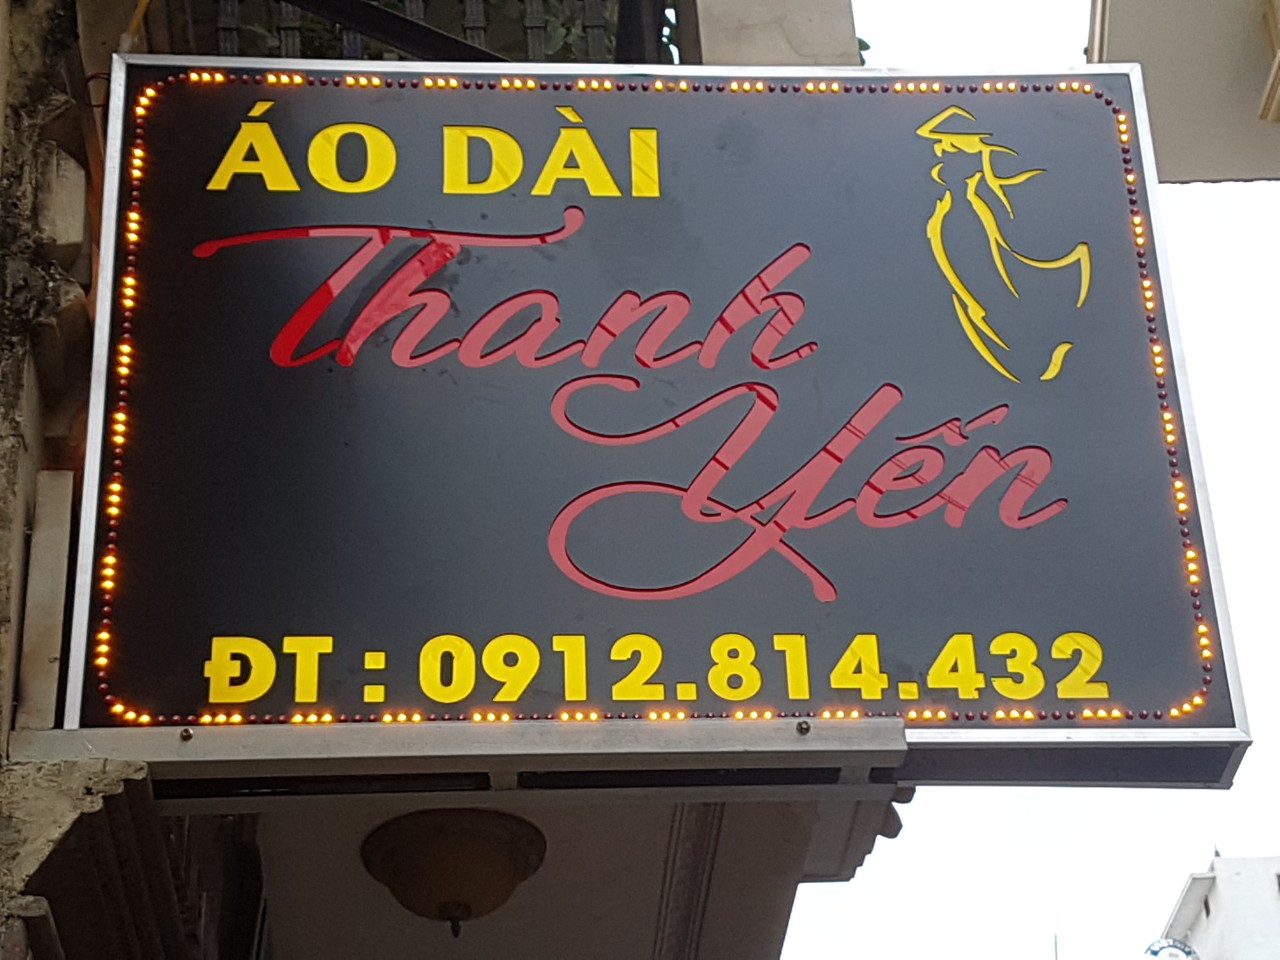 ÁO DÀI
Thanh
Yến
ĐT : 0912.814.432